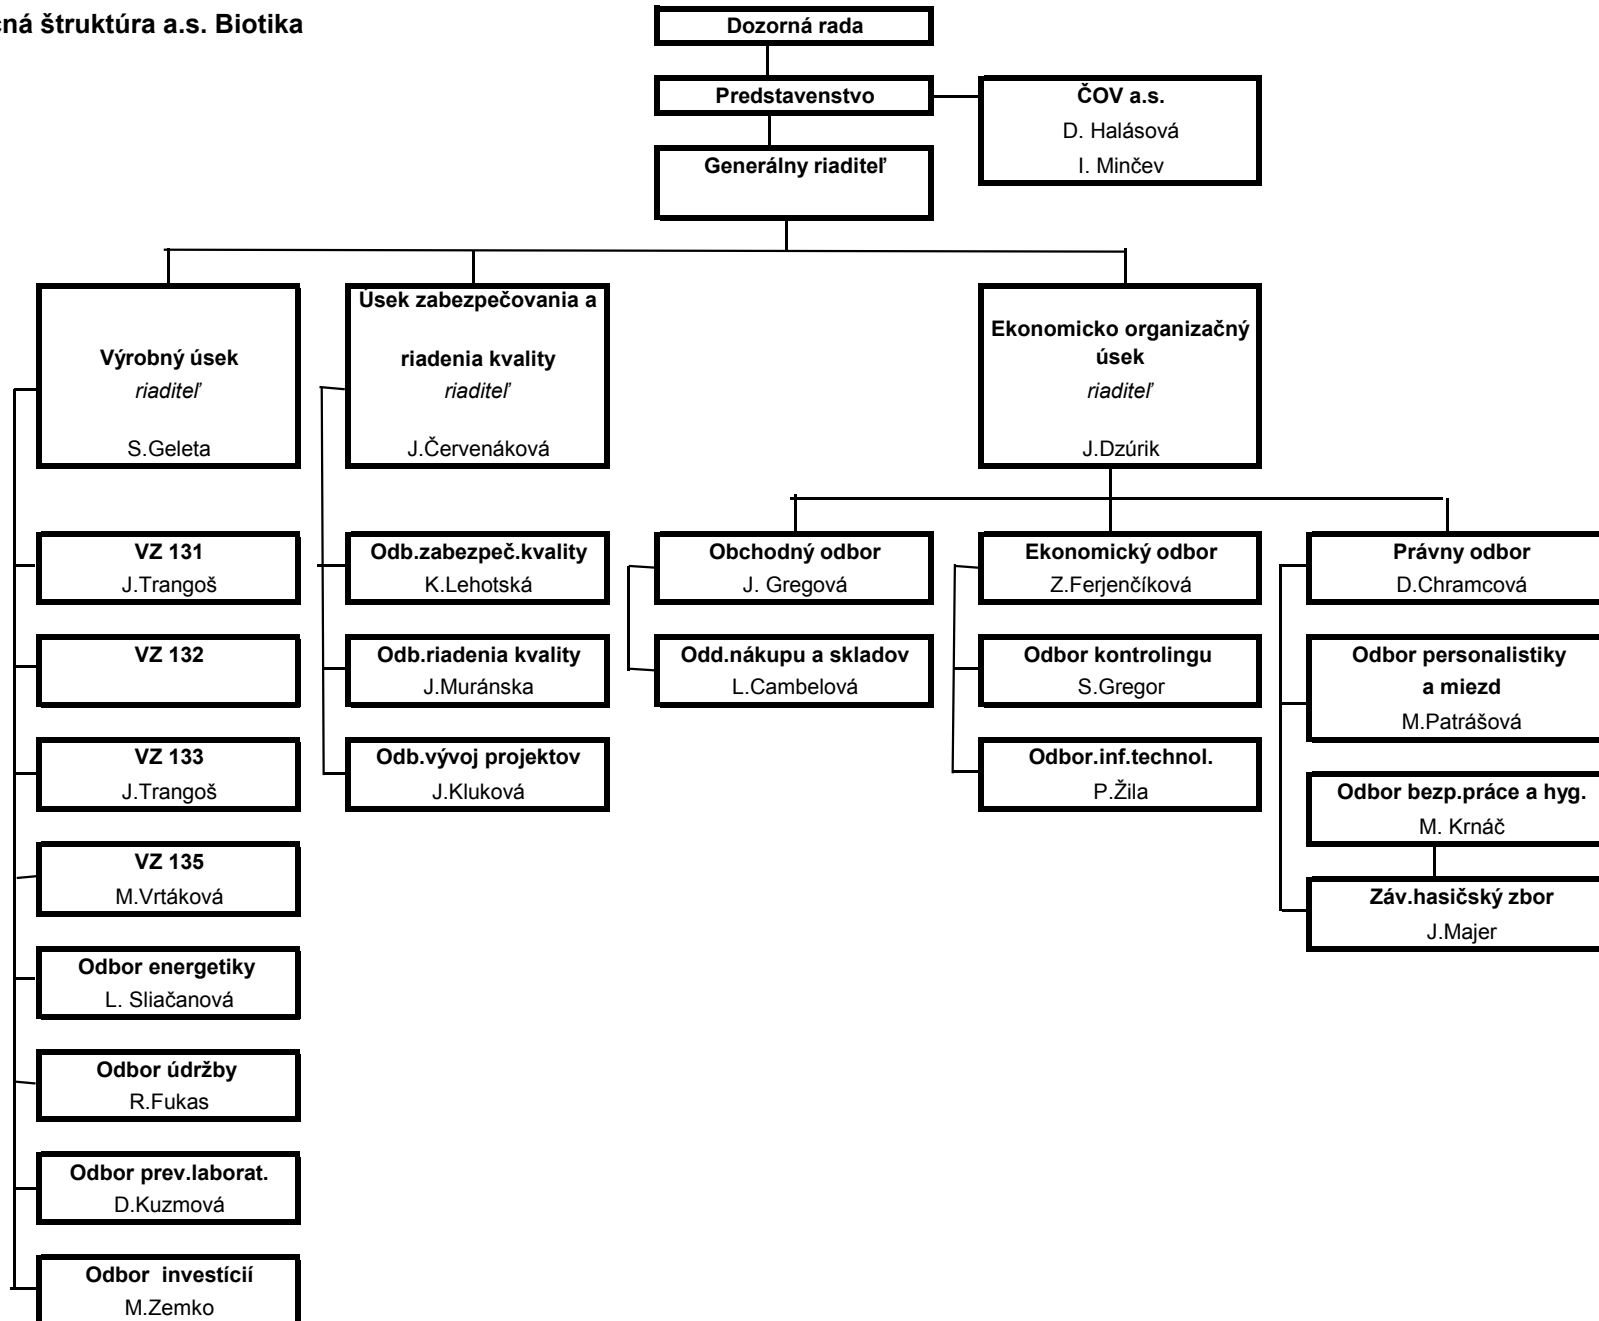 čná štruktúra a.s. Biotika
Dozorná rada
Predstavenstvo
ČOV a.s.
D. Halásová
I. Minčev
Generálny riaditeľ
Výrobný úsek
riaditeľ
S.Geleta
Úsek zabezpečovania a
riadenia kvality
riaditeľ
J.Červenáková
Ekonomicko organizačný
úsek
riaditeľ
J.Dzúrik
VZ 131
J.Trangoš
VZ 132
VZ 133
J.Trangoš
VZ 135
M.Vrtáková
Odbor energetiky
L. Sliačanová
Odbor údržby
R.Fukas
Odbor prev.laborat.
D.Kuzmová
Odbor investícií
M.Zemko
Odb.zabezpeč.kvality
K.Lehotská
Odb.riadenia kvality
J.Muránska
Odb.vývoj projektov
J.Kluková
Obchodný odbor
J. Gregová
Odd.nákupu a skladov
L.Cambelová
Ekonomický odbor
Z.Ferjenčíková
Odbor kontrolingu
S.Gregor
Odbor.inf.technol.
P.Žila
Právny odbor
D.Chramcová
Odbor personalistiky
a miezd
M.Patrášová
Odbor bezp.práce a hyg.
M. Krnáč
Záv.hasičský zbor
J.Majer